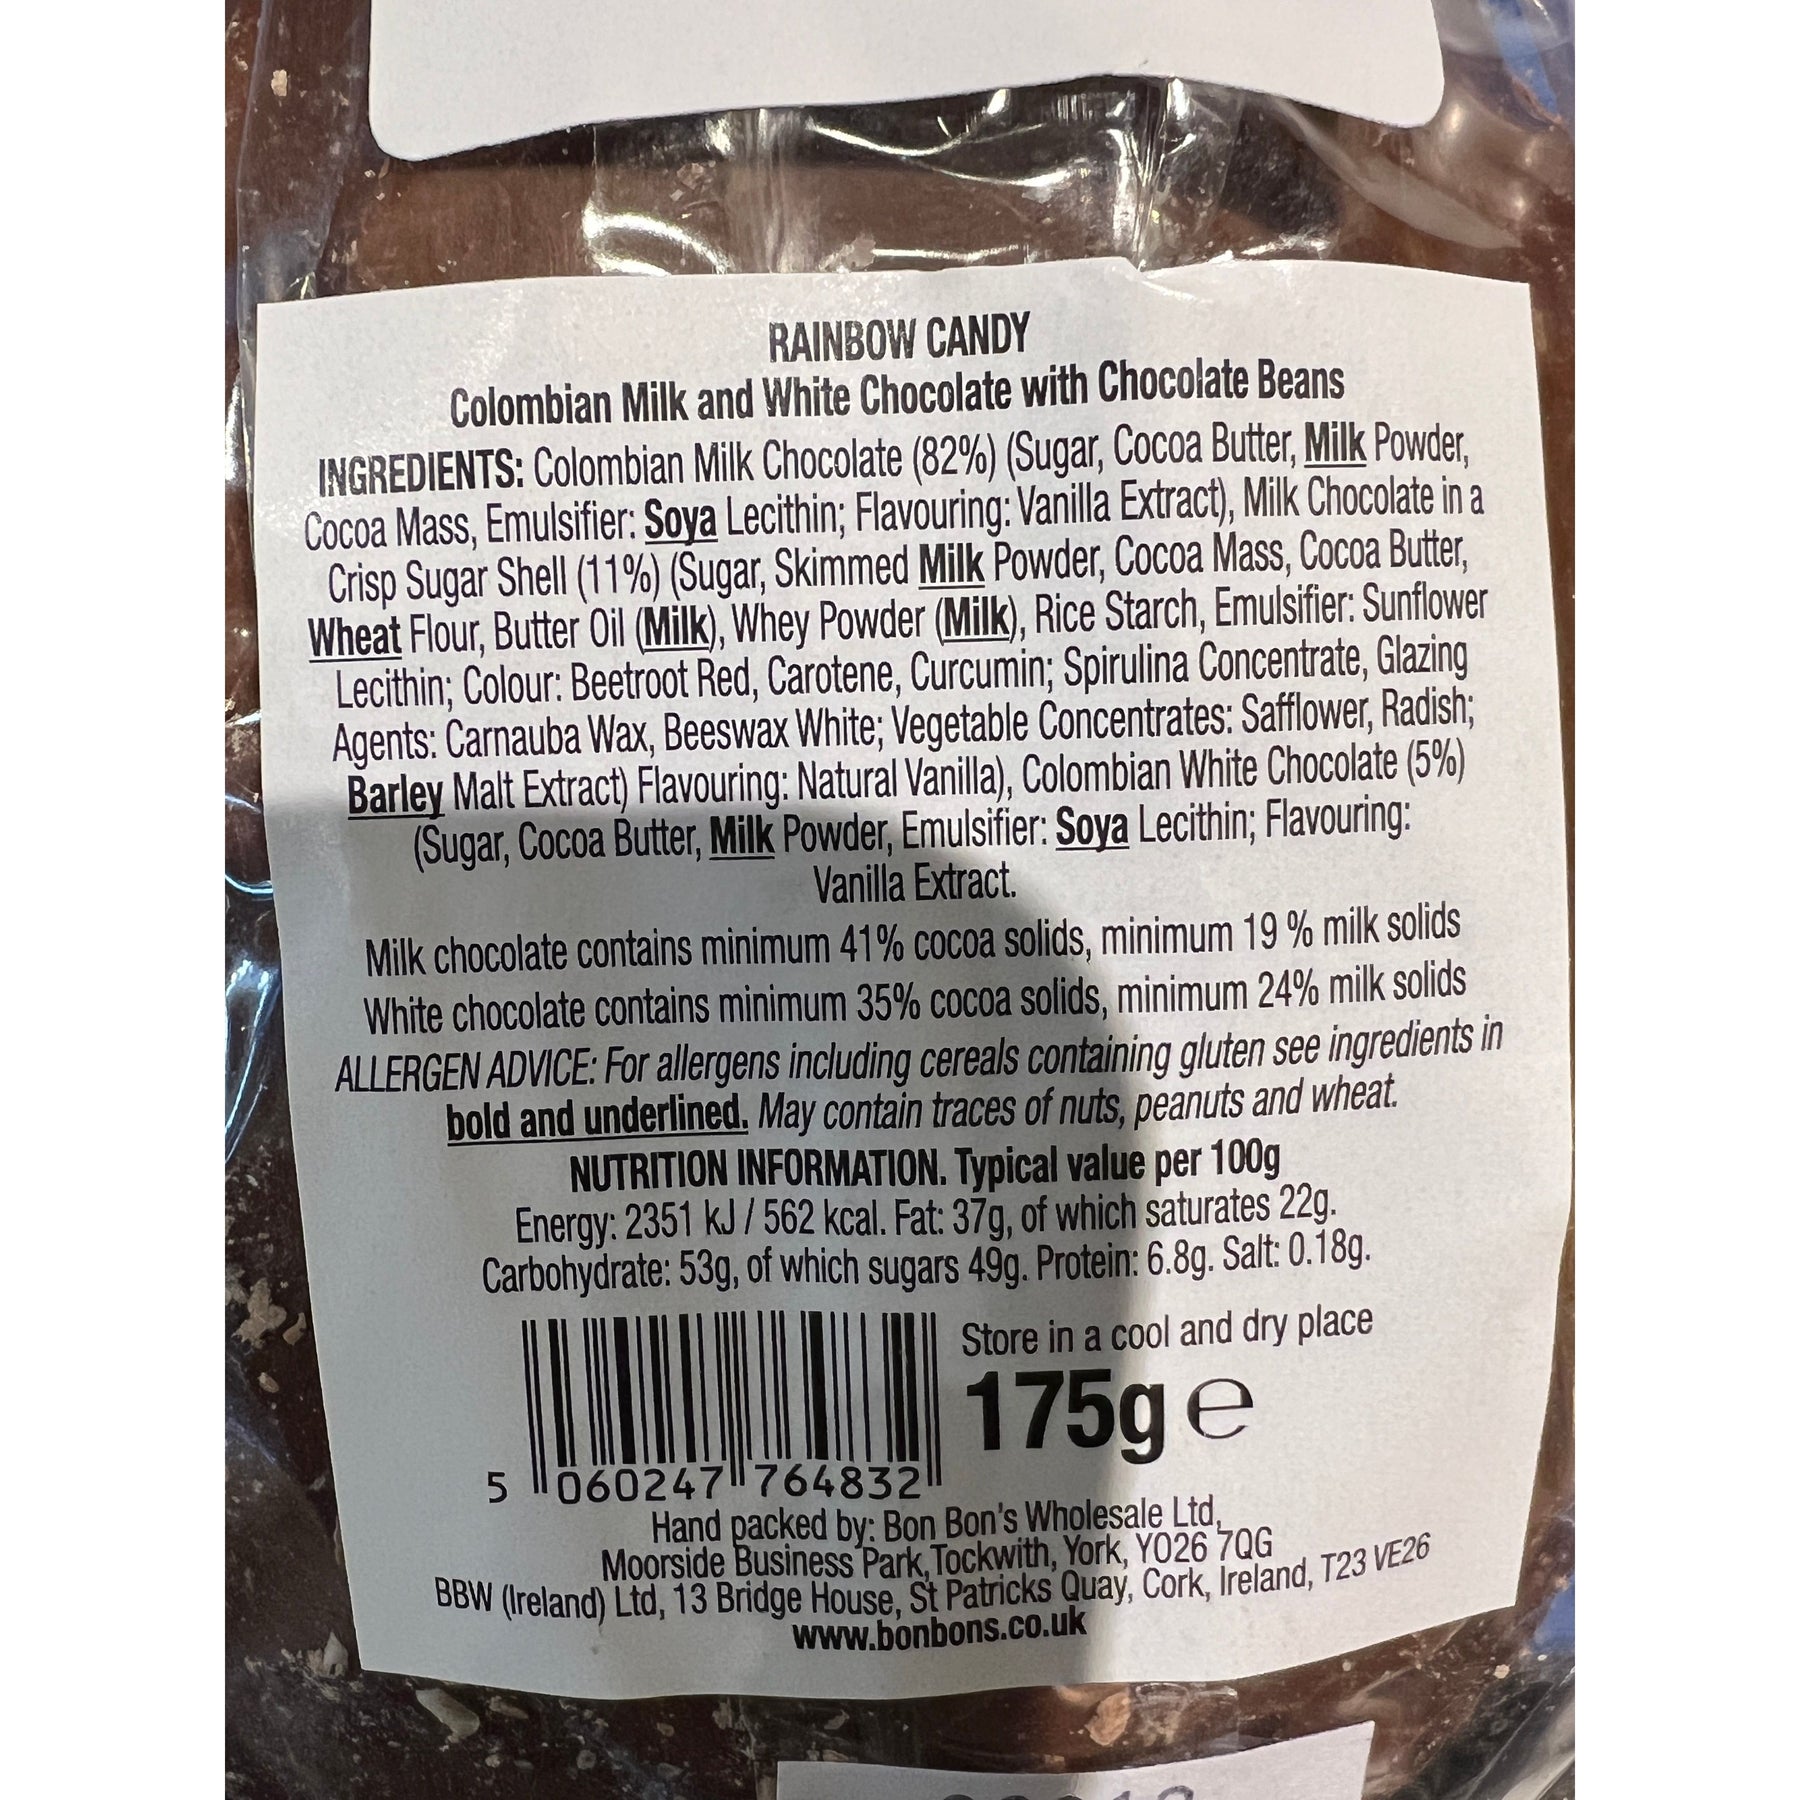 RAINBOW CANDY
Colombian Milk and White Chocolate with Chocolate Beans
INGREDIENTS: Colombian Milk Chocolate (82%) (Sugar, Cocoa Butter, Milk Powder,
Cocoa Mass, Emulsifier: Soya Lecithin; Flavouring: Vanilla Extract), Milk Chocolate in a
Crisp Sugar Shell (11%) (Sugar, Skimmed Milk Powder, Cocoa Mass, Cocoa Butter,
Wheat Flour, Butter Oil (Milk), Whey Powder (Milk), Rice Starch, Emulsifier: Sunflower
Lecithin; Colour: Beetroot Red, Carotene, Curcumin; Spirulina Concentrate, Glazing
Agents: Carnauba Wax, Beeswax White; Vegetable Concentrates: Safflower, Radish;
Barley Malt Extract) Flavouring: Natural Vanilla), Colombian White Chocolate (5%)
(Sugar, Cocoa Butter, Milk Powder, Emulsifier: Soya Lecithin; Flavouring:
Vanilla Extract.
Milk chocolate contains minimum 41% cocoa solids, minimum 19 % milk solids
White chocolate contains minimum 35% cocoa solids, minimum 24% milk solids
ALLERGEN ADVICE: For allergens including cereals containing gluten see ingredients in
bold and underlined. May contain traces of nuts, peanuts and wheat.
NUTRITION INFORMATION. Typical value per 100g
Energy: 2351 kJ / 562 kcal. Fat: 37g, of which saturates 22g.
Carbohydrate: 53g, of which sugars 49g. Protein: 6.8g. Salt: 0.18g.
Store in a cool and dry place
175g e
5 060247 764832
Hand packed by: Bon Bon's Wholesale Ltd,
Moorside Business Park, Tockwith, York, YO26 7QG
BBW (Ireland) Ltd, 13 Bridge House, St Patricks Quay, Cork, Ireland, T23 VE26
www.bonbons.co.uk